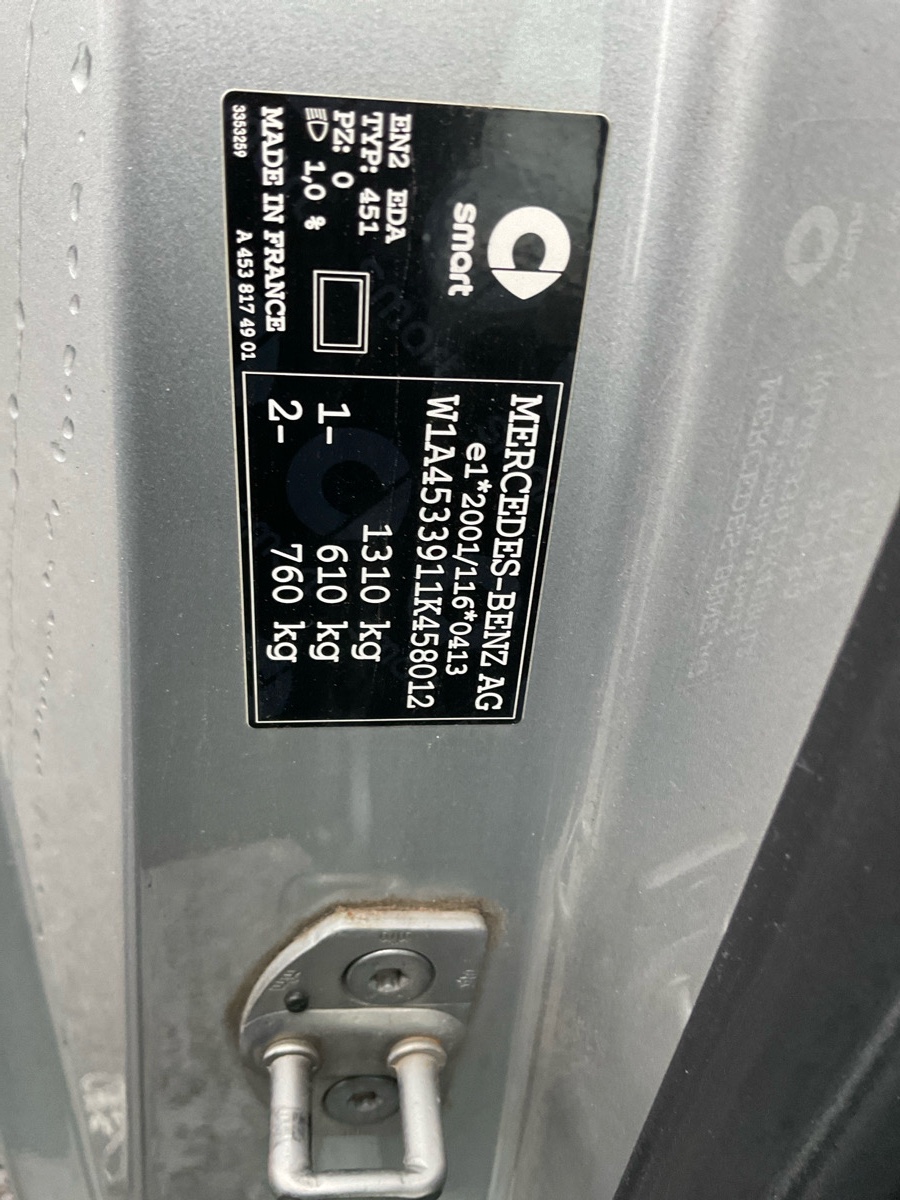 smart
EN2 EDA
TYP: 451
PZ: 0
1,0 %
MADE IN FRANCE
3353259 A 453 817 49 01
MERCEDES-BENZ AG
e1*2001/116*0413
W1A4533911K458012
1310 kg
1- 610 kg
2- 760 kg